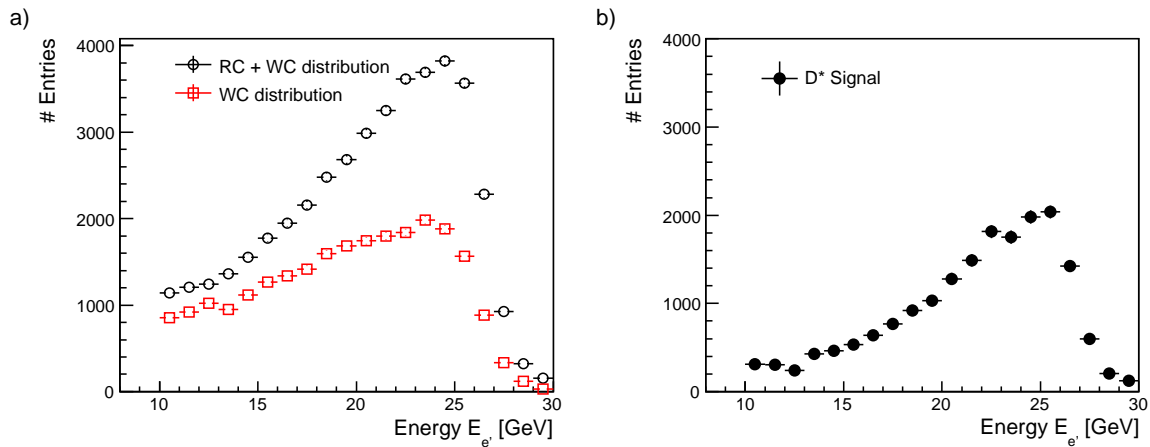 a)
# Entries
4000
3000
2000
1000
0
RC + WC distribution
WC distribution
10 15 20 25 30
Energy E_e' [GeV]
b)
# Entries
4000
3000
2000
1000
0
D* Signal
10 15 20 25 30
Energy E_e' [GeV]